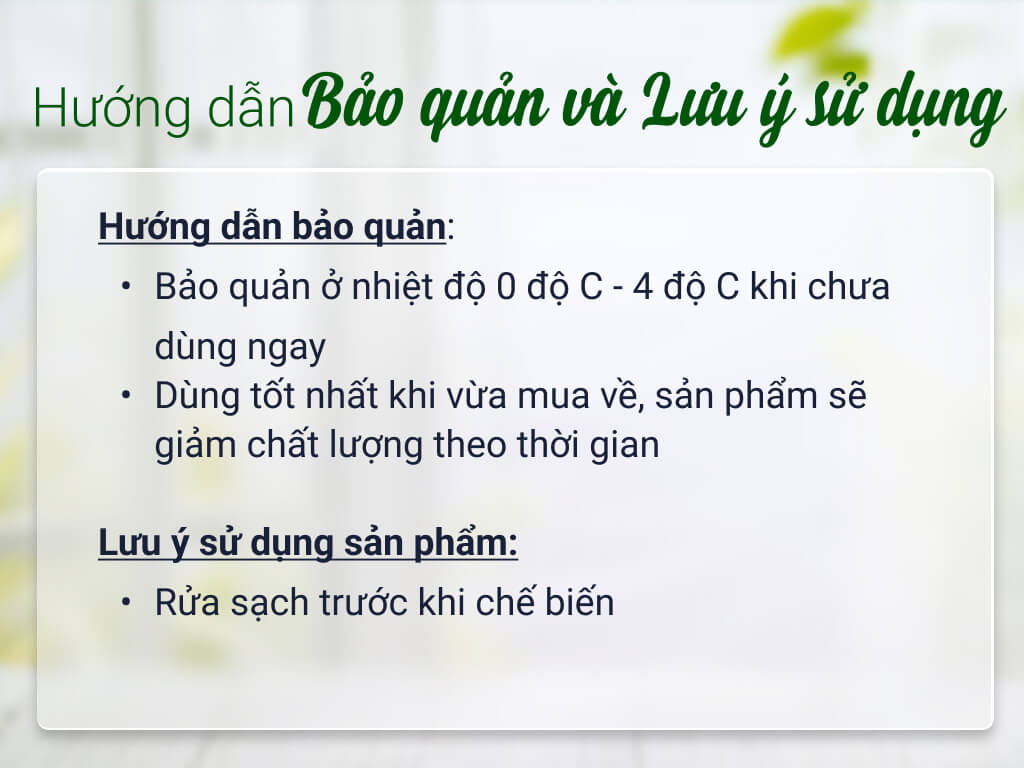 Hướng dẫn Bảo quản và Lưu ý sử dụng
Hướng dẫn bảo quản:
• Bảo quản ở nhiệt độ 0 độ C - 4 độ C khi chưa
dùng ngay
• Dùng tốt nhất khi vừa mua về, sản phẩm sẽ
giảm chất lượng theo thời gian
Lưu ý sử dụng sản phẩm:
• Rửa sạch trước khi chế biến